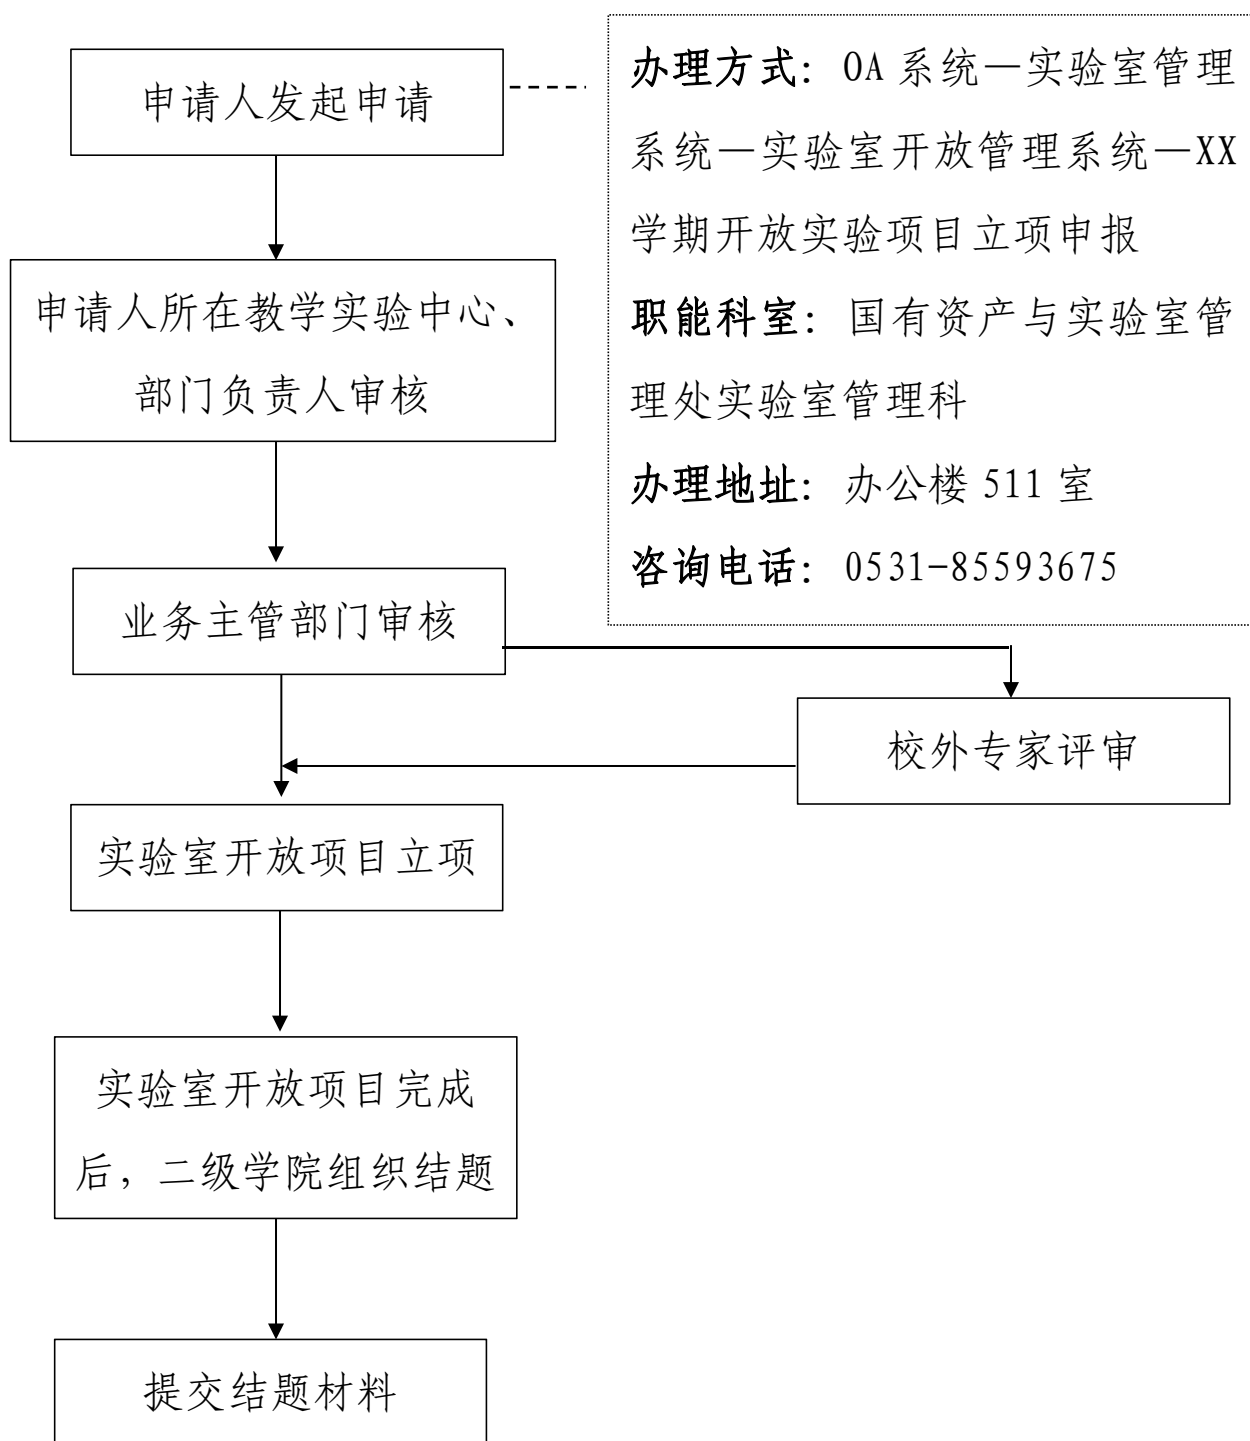 申请人发起申请
办理方式：OA 系统—实验室管理
系统—实验室开放管理系统—XX
学期开放实验项目立项申报
职能科室：国有资产与实验室管
理处实验室管理科
办理地址：办公楼 511 室
咨询电话：0531-85593675
申请人所在教学实验中心、
部门负责人审核
业务主管部门审核
校外专家评审
实验室开放项目立项
实验室开放项目完成
后，二级学院组织结题
提交结题材料